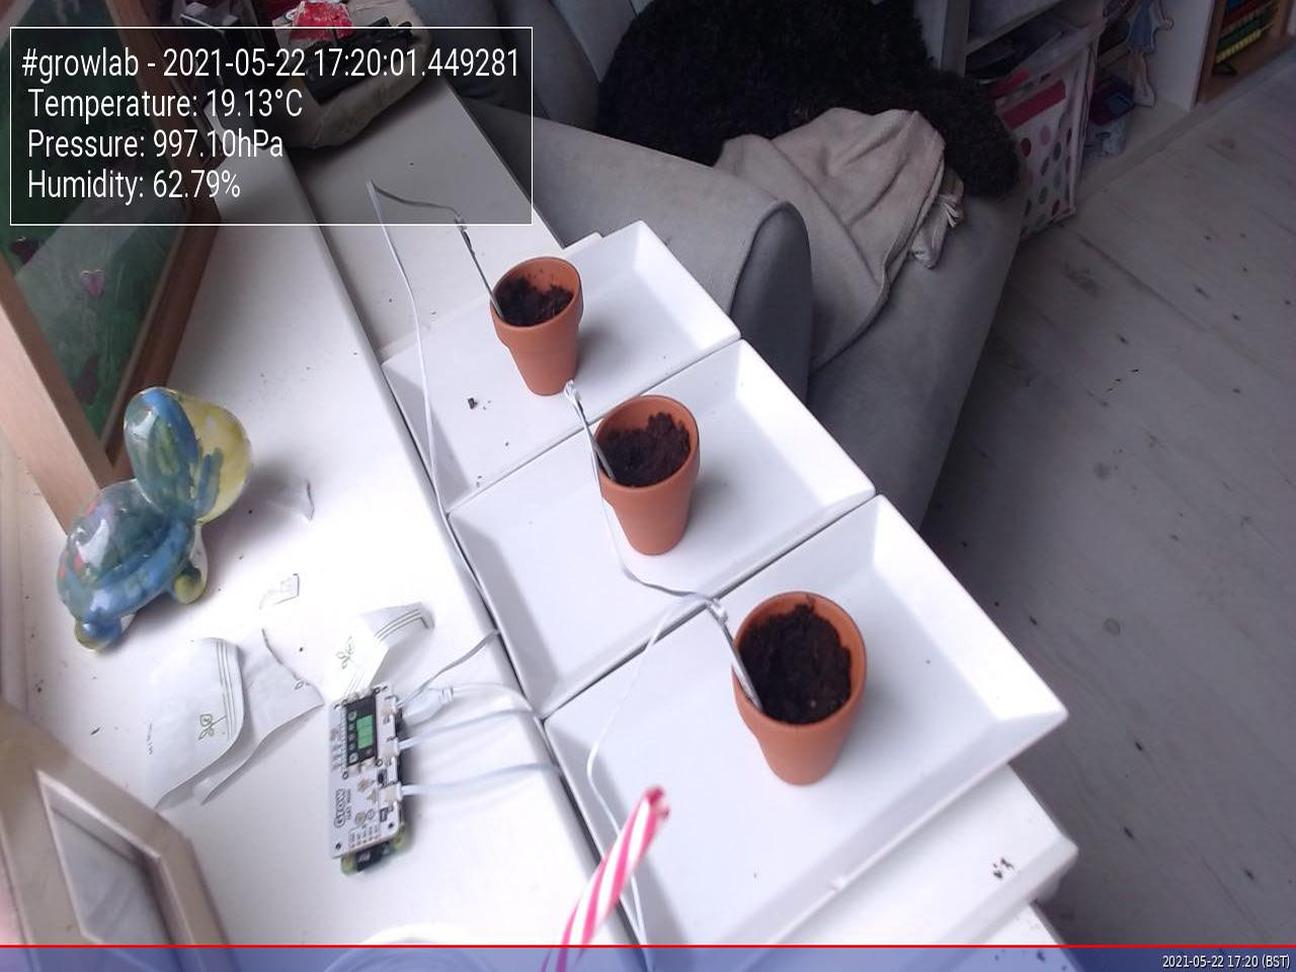 #growlab - 2021-05-22 17:20:01.449281
Temperature: 19.13°C
Pressure: 997.10hPa
Humidity: 62.79%
Grow
2021-05-22 17:20 (BST)